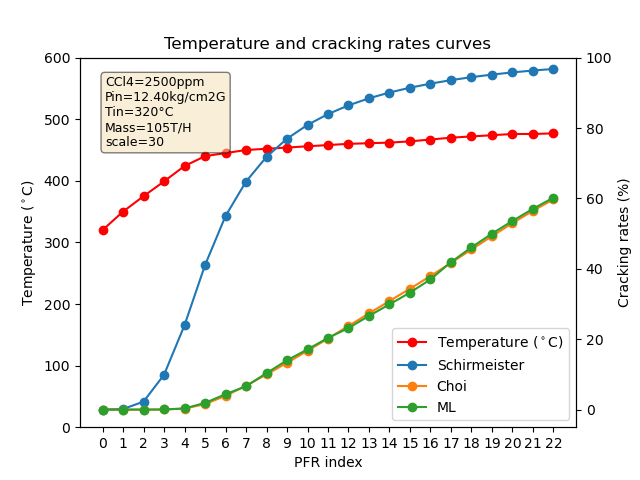 Temperature and cracking rates curves
CCl4=2500ppm
Pin=12.40kg/cm2G
Tin=320°C
Mass=105T/H
scale=30
Temperature (°C)
600
500
400
300
200
100
0
Cracking rates (%)
100
80
60
40
20
0
Temperature (°C)
Schirmeister
Choi
ML
0 1 2 3 4 5 6 7 8 9 10 11 12 13 14 15 16 17 18 19 20 21 22
PFR index